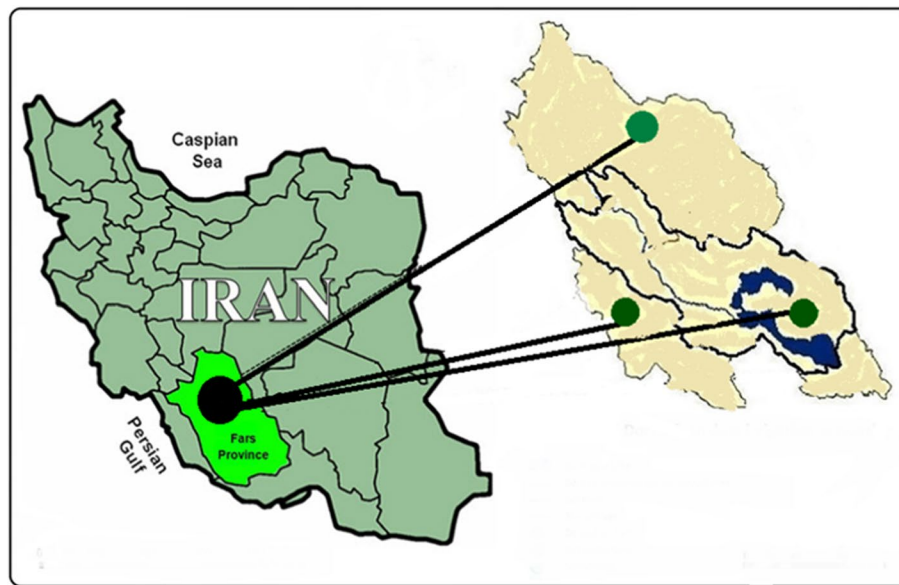 Caspian
Sea
IRAN
Fars
Province
Persian
Gulf